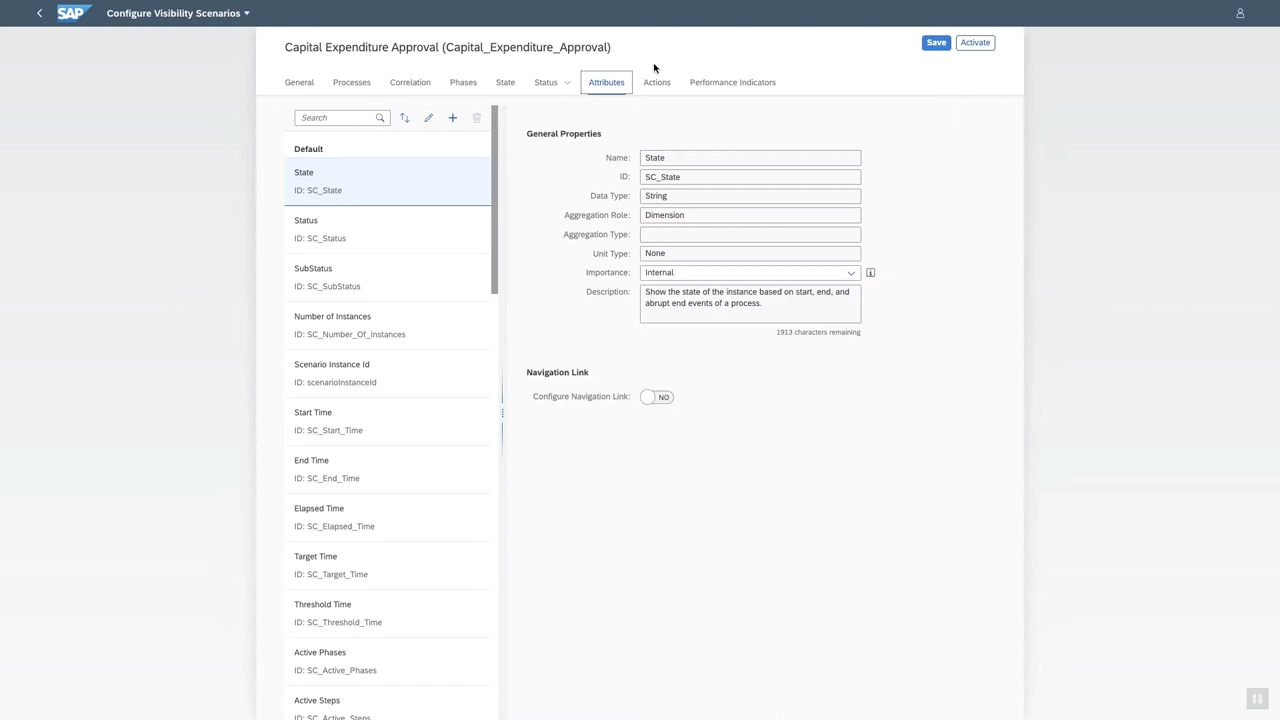 SAP Configure Visibility Scenarios
Capital Expenditure Approval (Capital_Expenditure_Approval)
Save
Activate
General Processes Correlation Phases State Status Attributes Actions Performance Indicators
Search
Default
State
ID: SC_State
Status
ID: SC_Status
SubStatus
ID: SC_SubStatus
Number of Instances
ID: SC_Number_Of_Instances
Scenario Instance Id
ID: scenarioInstanceId
Start Time
ID: SC_Start_Time
End Time
ID: SC_End_Time
Elapsed Time
ID: SC_Elapsed_Time
Target Time
ID: SC_Target_Time
Threshold Time
ID: SC_Threshold_Time
Active Phases
ID: SC_Active_Phases
Active Steps
ID: SC_Active_Steps
General Properties
Name: State
ID: SC_State
Data Type: String
Aggregation Role: Dimension
Aggregation Type:
Unit Type: None
Importance: Internal
Description: Show the state of the instance based on start, end, and
abrupt end events of a process.
1913 characters remaining
Navigation Link
Configure Navigation Link: NO